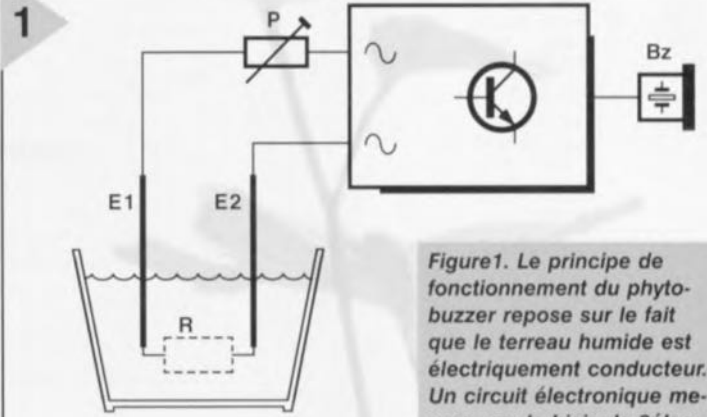 1
P
Bz
E1
E2
R
Figure1. Le principe de
fonctionnement du phyto-
buzzer repose sur le fait
que le terreau humide est
électriquement conducteur.
Un circuit électronique me-